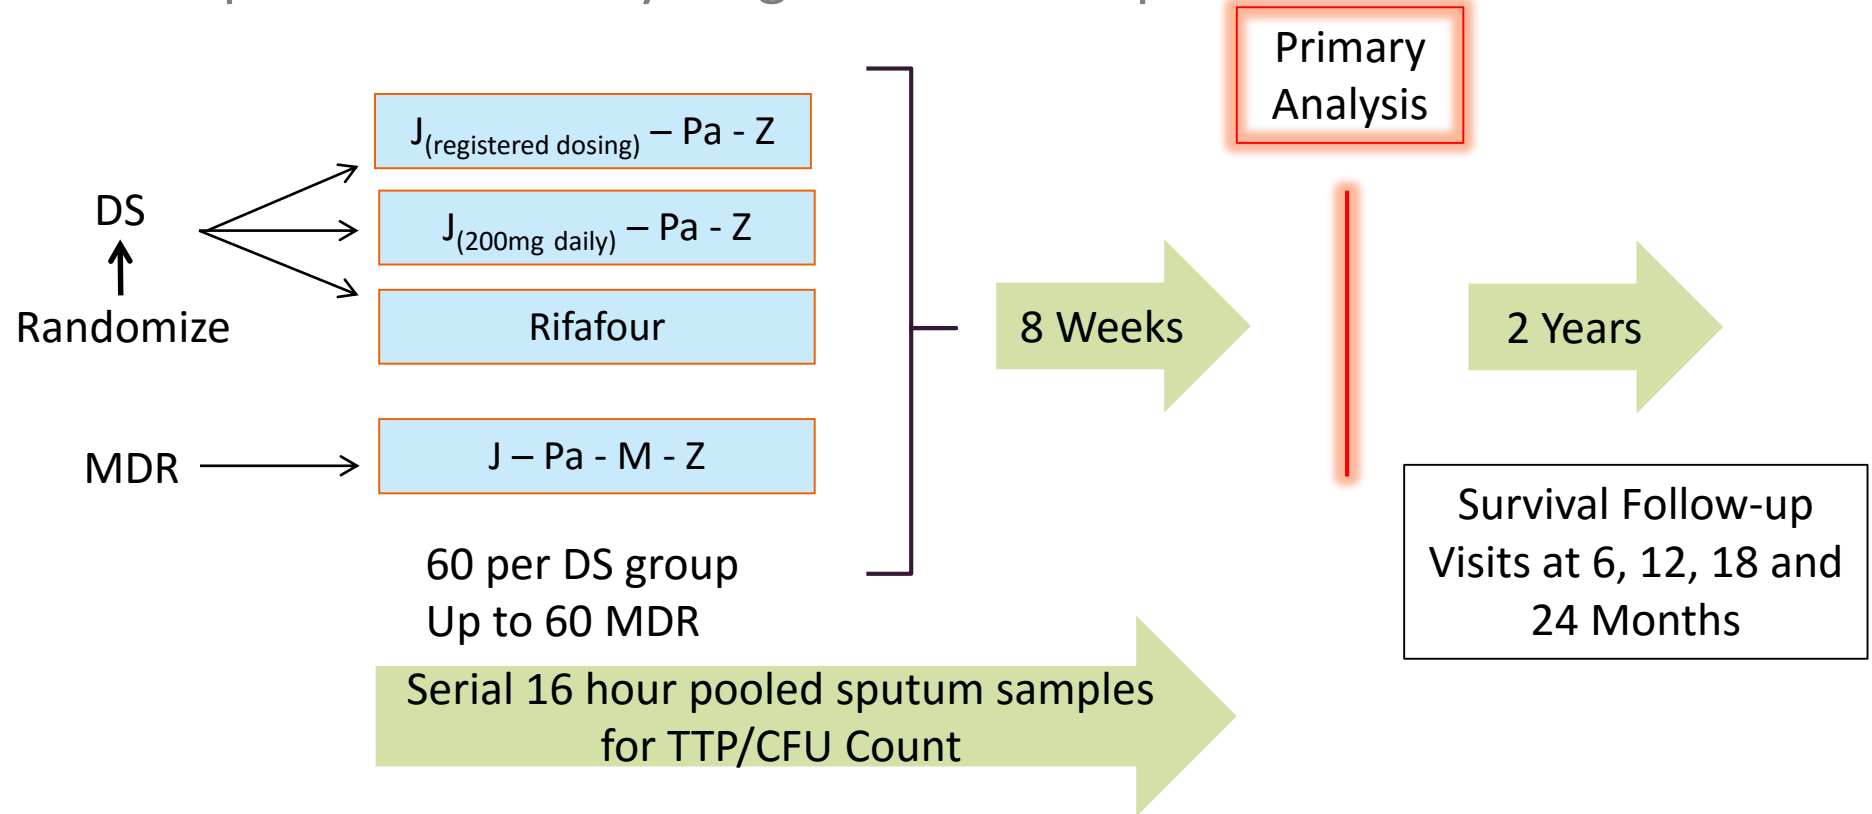 Primary
Analysis
J(registered dosing) – Pa - Z
DS
J(200mg daily) – Pa - Z
Randomize
Rifafour
8 Weeks
2 Years
MDR
J – Pa - M - Z
60 per DS group
Up to 60 MDR
Survival Follow-up
Visits at 6, 12, 18 and
24 Months
Serial 16 hour pooled sputum samples
for TTP/CFU Count